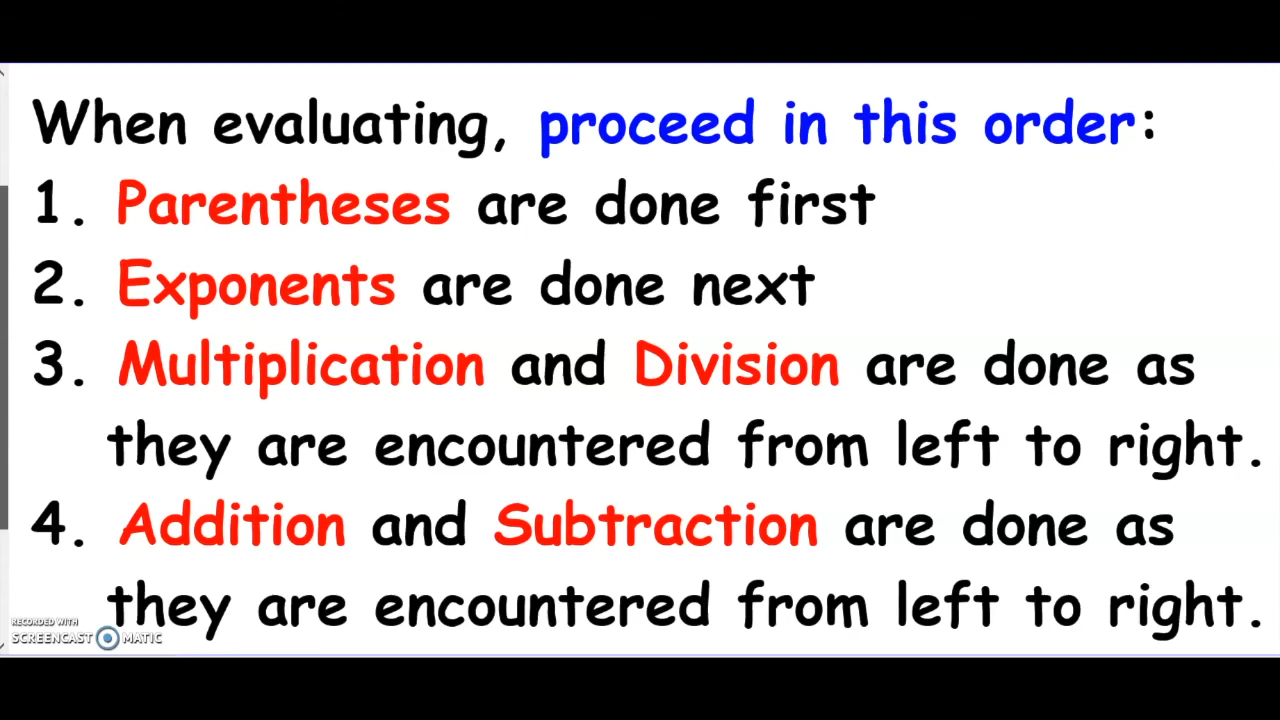 When evaluating, proceed in this order:
1. Parentheses are done first
2. Exponents are done next
3. Multiplication and Division are done as
they are encountered from left to right.
4. Addition and Subtraction are done as
they are encountered from left to right.
RECORDED WITH
SCREENCAST MATIC